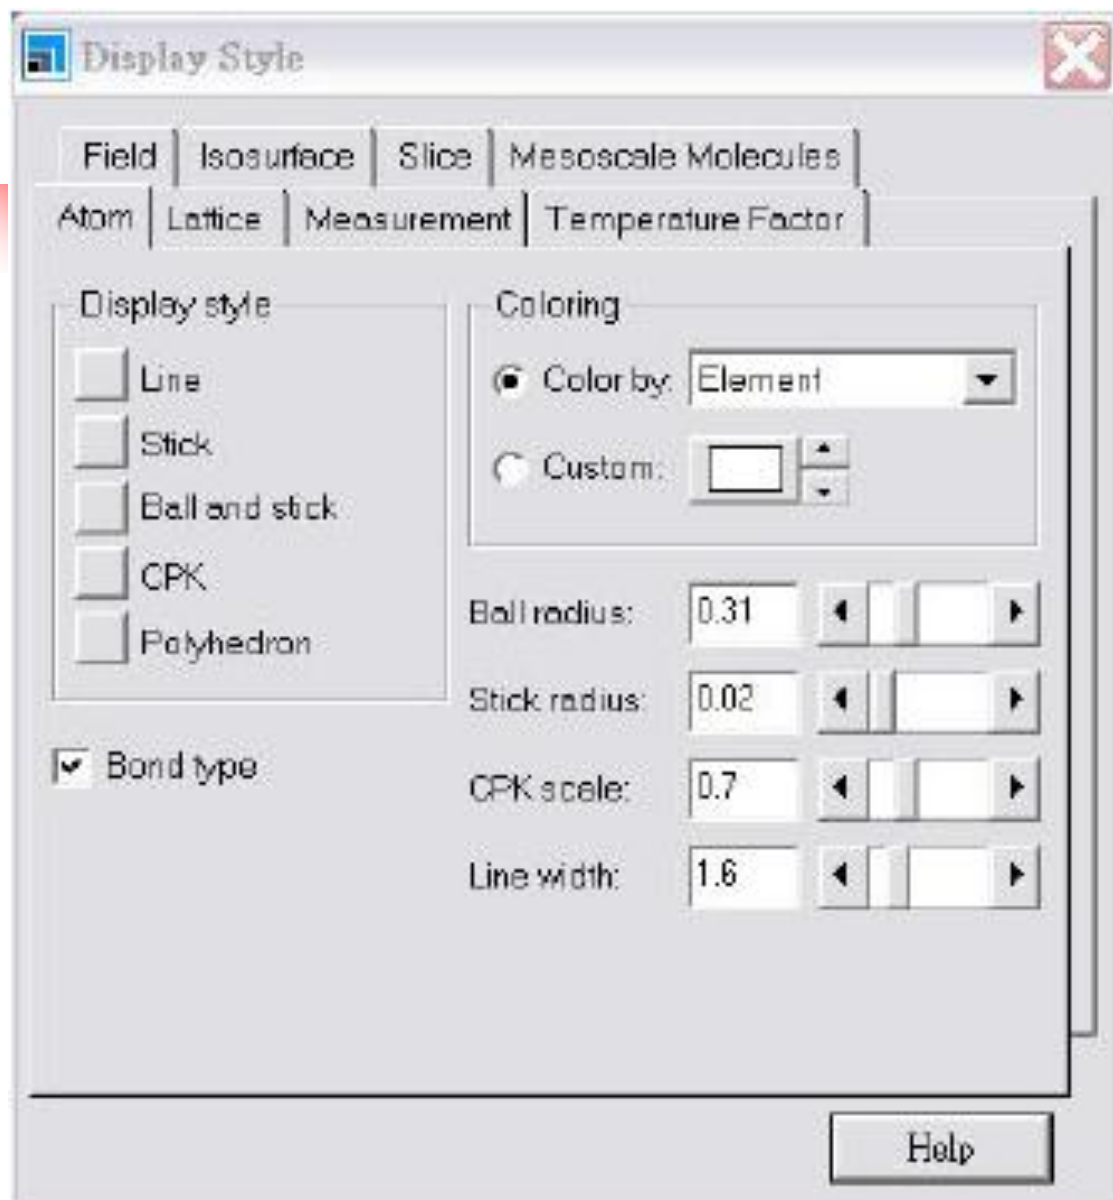 Display Style
Field Isosurface Slice Mesoscale Molecules
Atom Lattice Measurement Temperature Factor
Display style
Line
Stick
Ball and stick
CPK
Polyhedron
Bond type
Coloring
Color by: Element
Custom:
Ball radius: 0.31
Stick radius: 0.02
CPK scale: 0.7
Line width: 1.6
Help